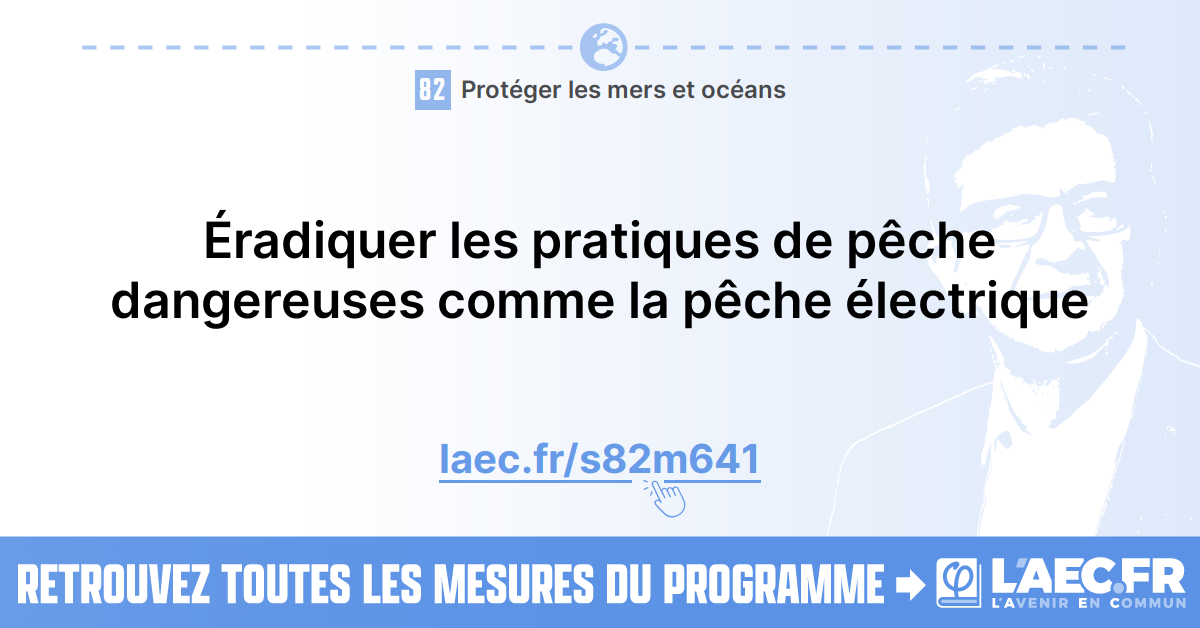 82 Protéger les mers et océans
Éradiquer les pratiques de pêche
dangereuses comme la pêche électrique
laec.fr/s82m641
RETROUVEZ TOUTES LES MESURES DU PROGRAMME
φ L'AEC.FR
L'AVENIR EN COMMUN